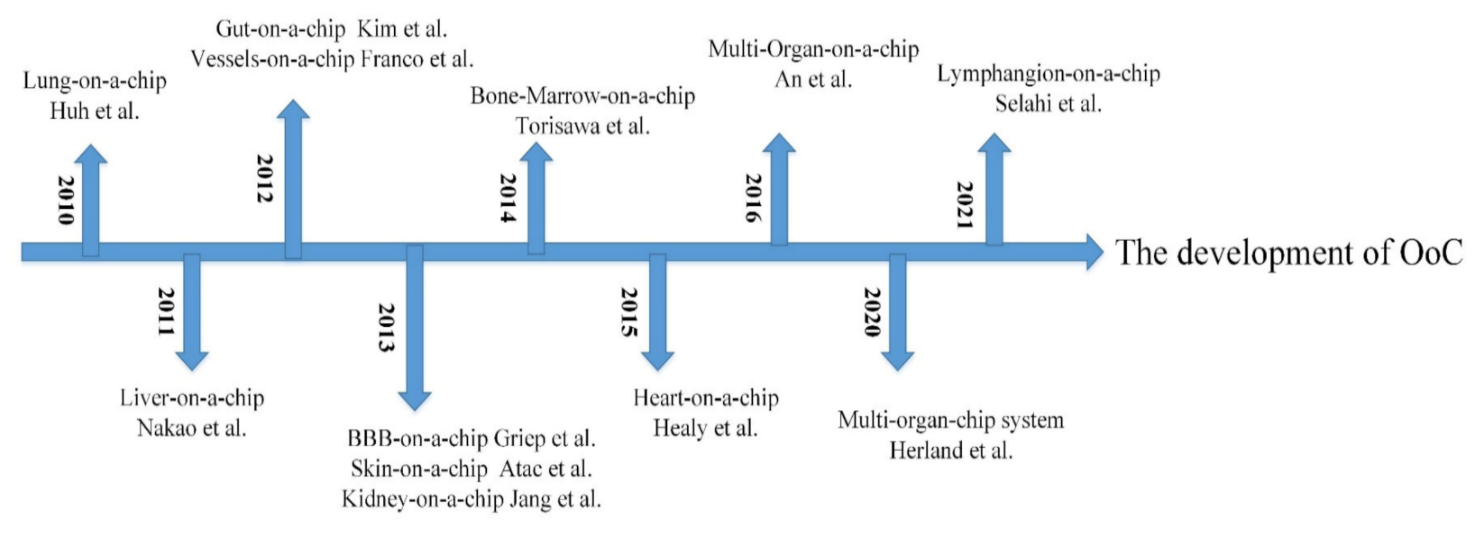 Lung-on-a-chip
Huh et al.
2010
2011
Liver-on-a-chip
Nakao et al.
Gut-on-a-chip Kim et al.
Vessels-on-a-chip Franco et al.
2012
2013
BBB-on-a-chip Griep et al.
Skin-on-a-chip Atac et al.
Kidney-on-a-chip Jang et al.
Bone-Marrow-on-a-chip
Torisawa et al.
2014
2015
Heart-on-a-chip
Healy et al.
Multi-Organ-on-a-chip
An et al.
2016
2020
Multi-organ-chip system
Herland et al.
Lymphangion-on-a-chip
Selahi et al.
2021
The development of OoC